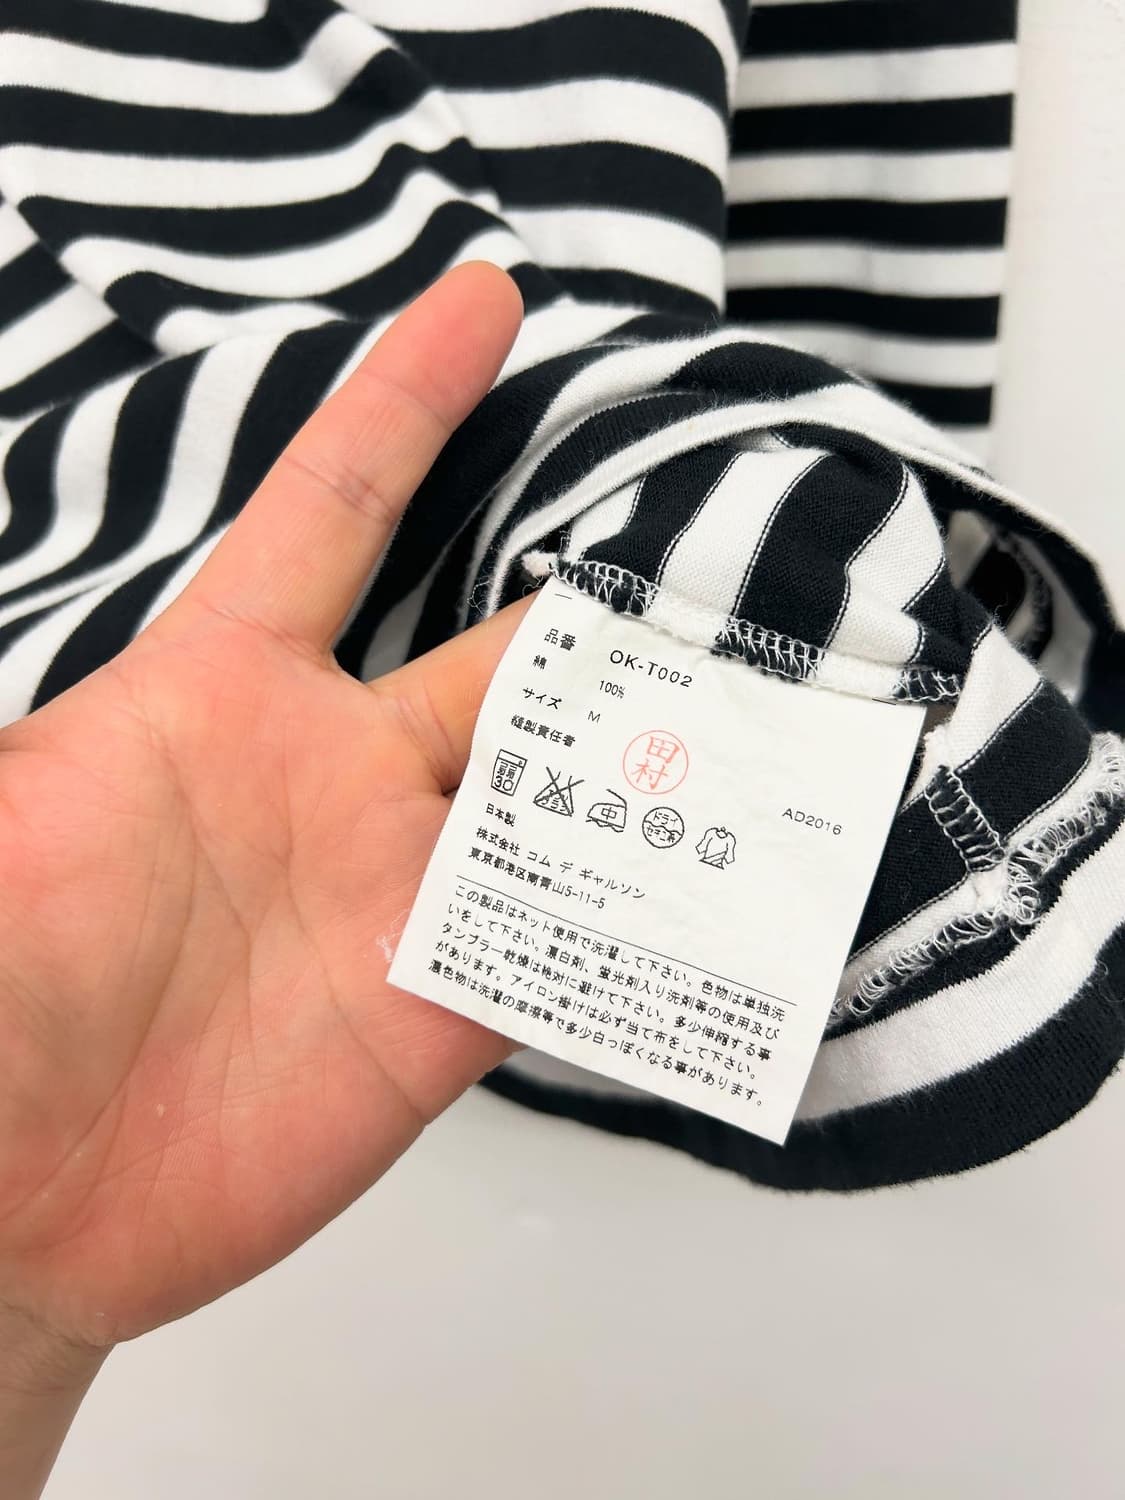 品番 OK-T002
綿 100%
サイズ M
縫製責任者
田村
30
中
ドライ
セキユ系
AD2016
日本製
株式会社 コム デ ギャルソン
東京都港区南青山5-11-5
この製品はネット使用で洗濯して下さい。色物は単独洗
いをして下さい。漂白剤、蛍光剤入り洗剤等の使用及び
タンブラー乾燥は絶対に避けて下さい。多少伸縮する事
があります。アイロン掛けは必ず当て布をして下さい。
濃色物は洗濯の摩擦等で多少白っぽくなる事があります。